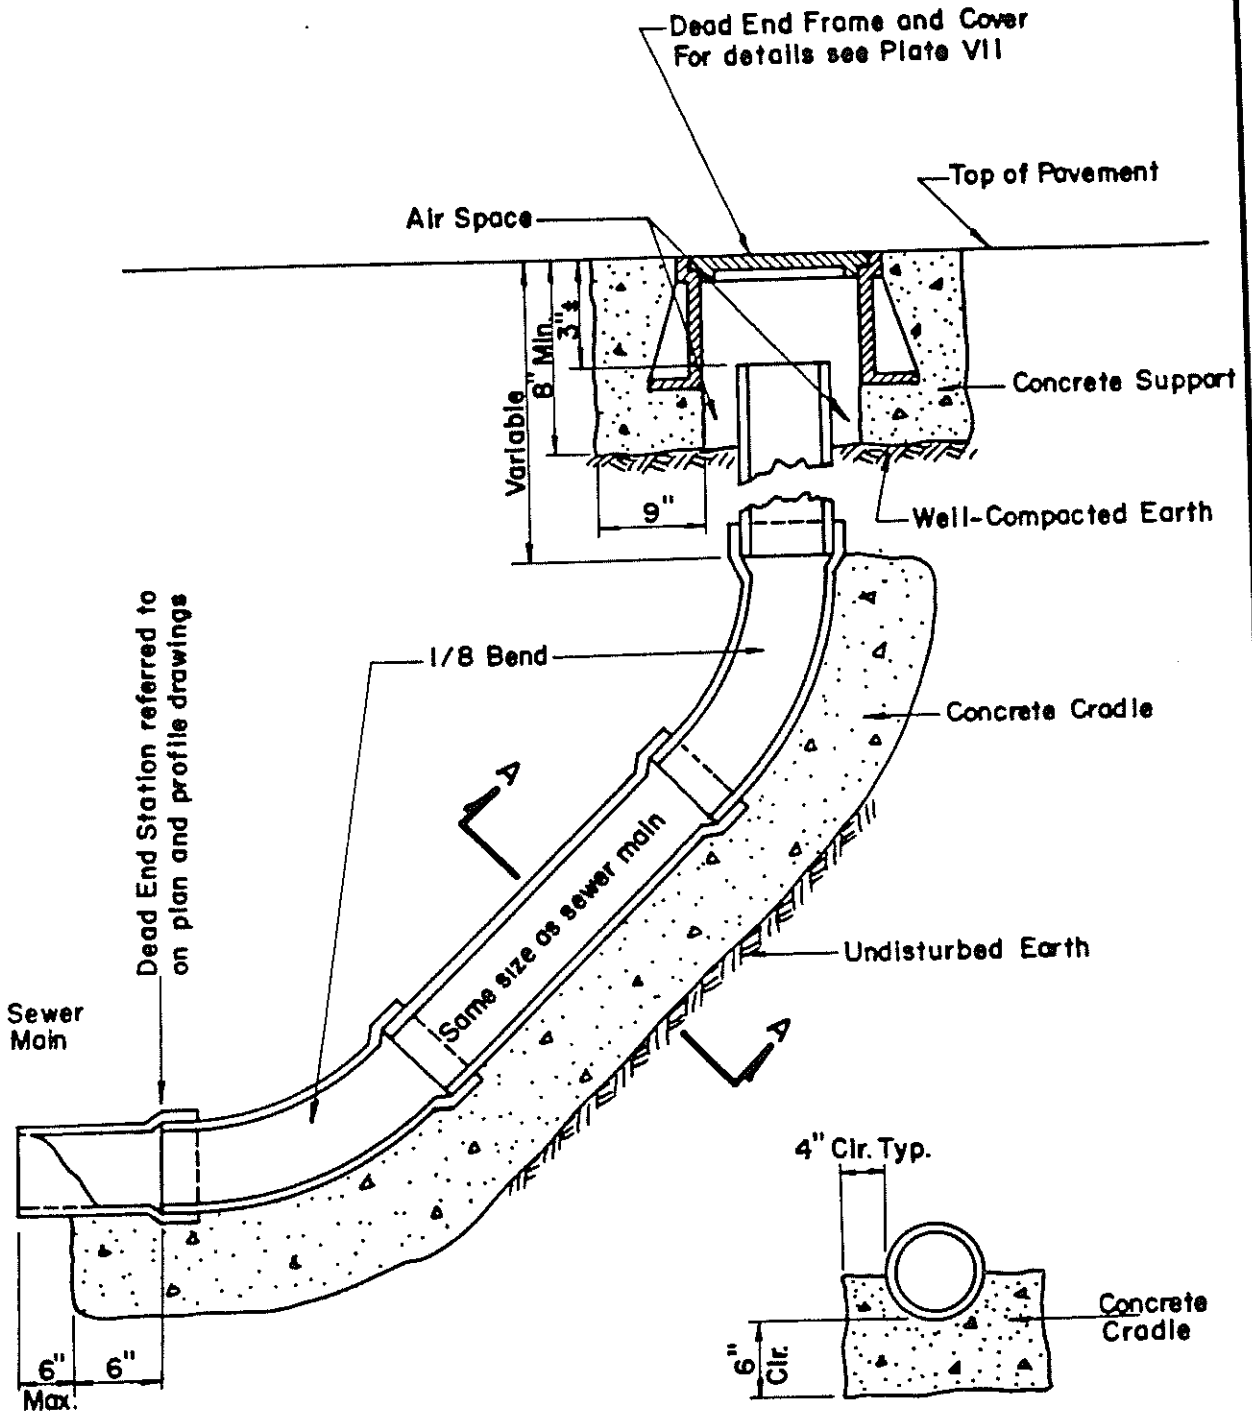 Dead End Frame and Cover
For details see Plate VII
Top of Pavement
Air Space
3" ±
8" Min.
Variable
Concrete Support
9"
Well-Compacted Earth
Dead End Station referred to
on plan and profile drawings
1/8 Bend
Concrete Cradle
A
Same size as sewer main
Undisturbed Earth
Sewer
Main
A
4" Clr. Typ.
Concrete
Cradle
6"
Clr.
6"
Max.
6"